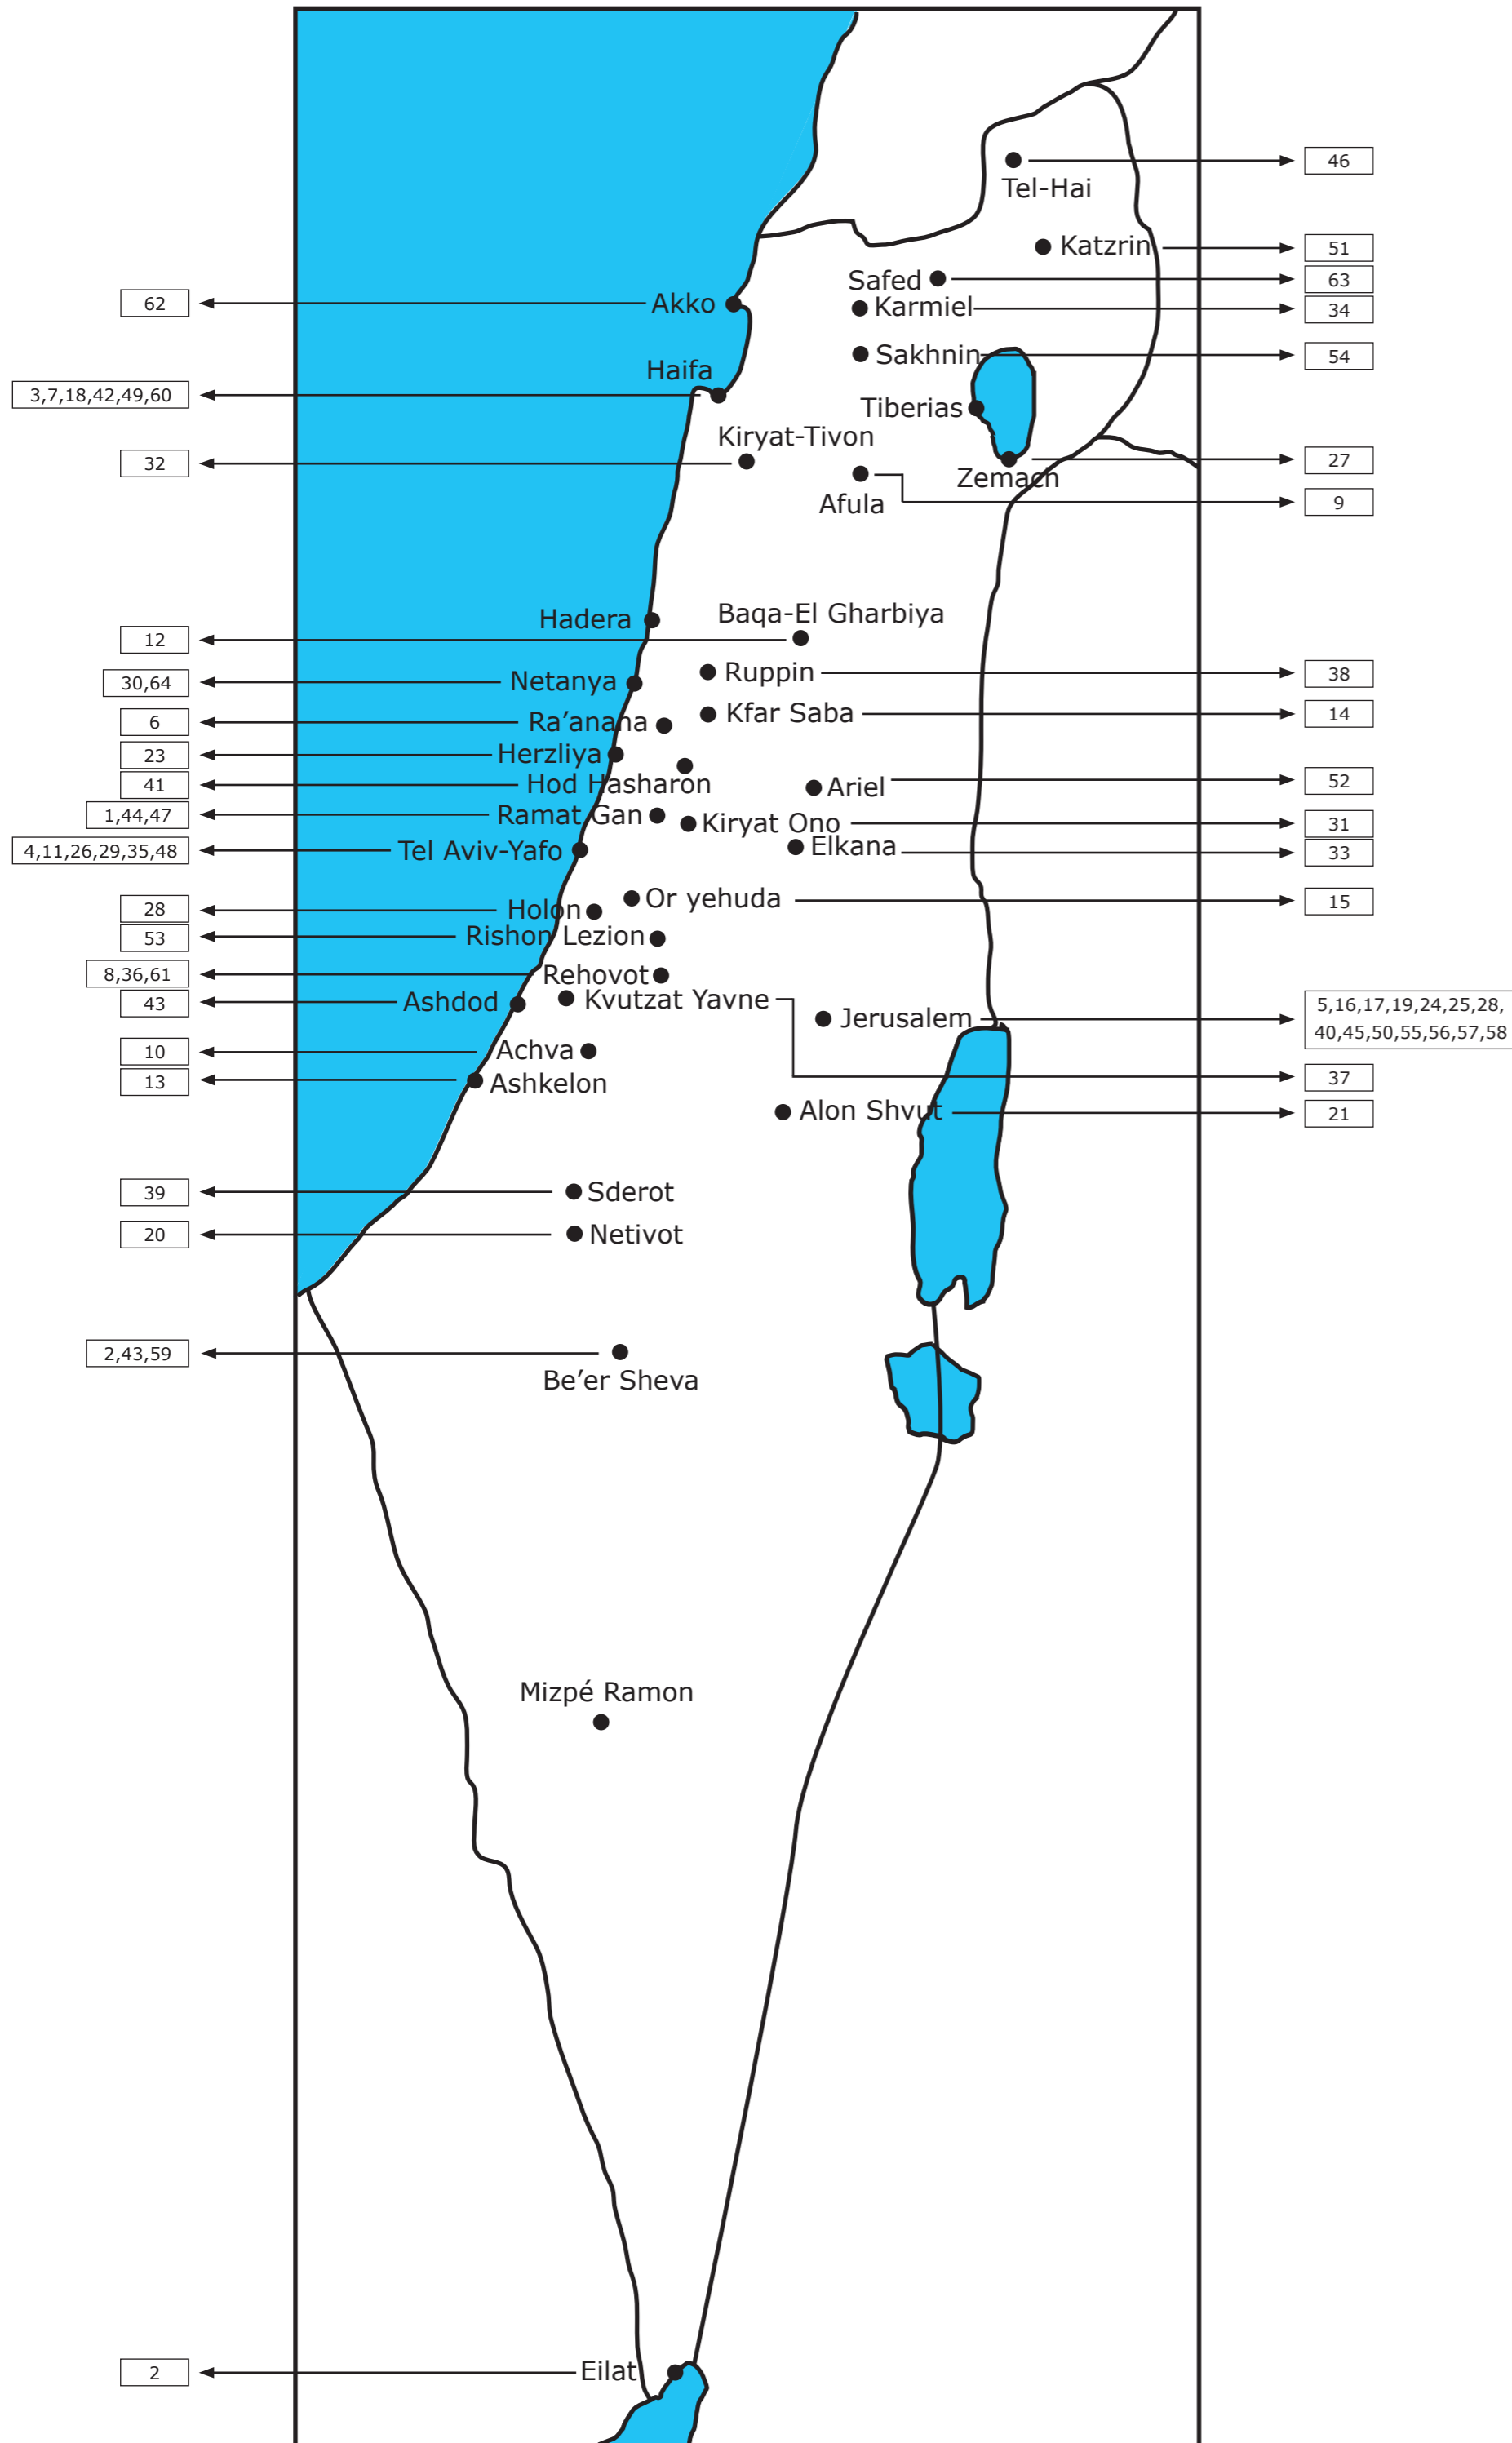 46
Tel-Hai
Katzrin
51
Safed
63
62
Akko
Karmiel
34
Sakhnin
54
Haifa
3,7,18,42,49,60
Tiberias
Kiryat-Tivon
32
27
Zemach
Afula
9
Baqa-El Gharbiya
Hadera
12
Ruppin
38
30,64
Netanya
Kfar Saba
14
6
Ra’anana
23
Herzliya
41
Hod Hasharon
Ariel
52
1,44,47
Ramat Gan
Kiryat Ono
31
4,11,26,29,35,48
Tel Aviv-Yafo
Elkana
33
Or yehuda
15
28
Holon
53
Rishon Lezion
8,36,61
Rehovot
43
Ashdod
Kvutzat Yavne
Jerusalem
5,16,17,19,24,25,28,
40,45,50,55,56,57,58
10
Achva
37
13
Ashkelon
Alon Shvut
21
39
Sderot
20
Netivot
2,43,59
Be’er Sheva
Mizpé Ramon
2
Eilat